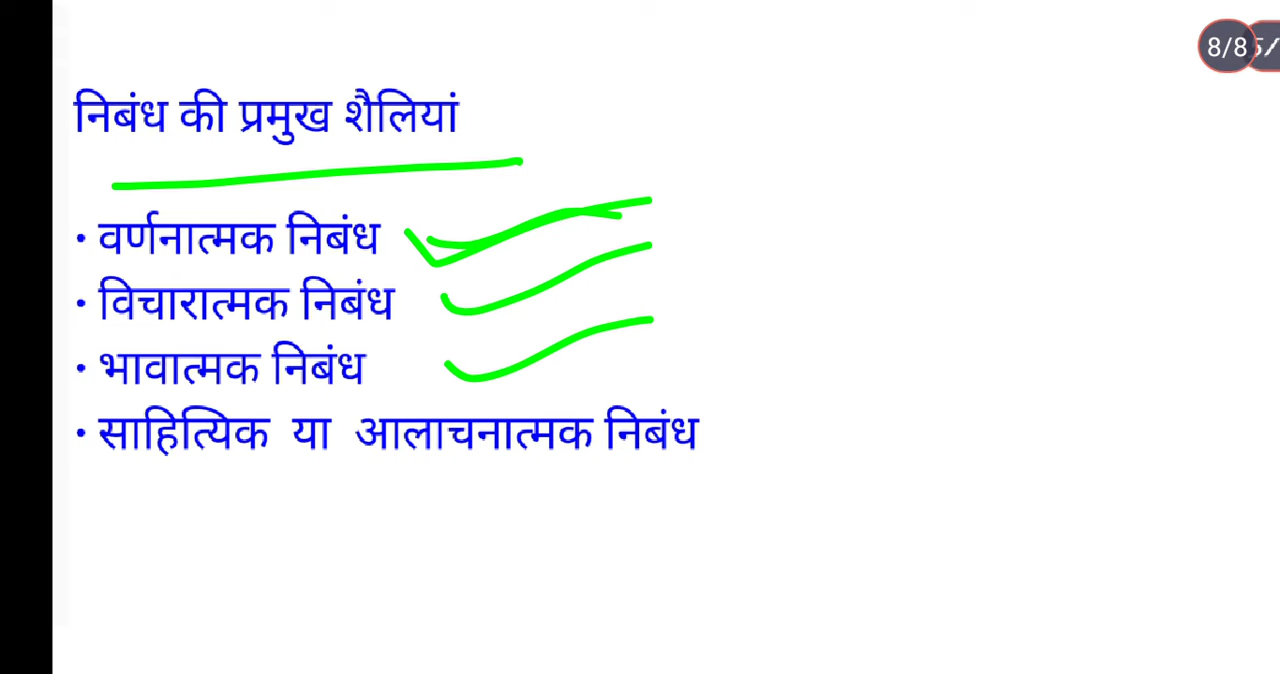 8/8
निबंध की प्रमुख शैलियां
• वर्णनात्मक निबंध
• विचारात्मक निबंध
• भावात्मक निबंध
• साहित्यिक या आलाचनात्मक निबंध